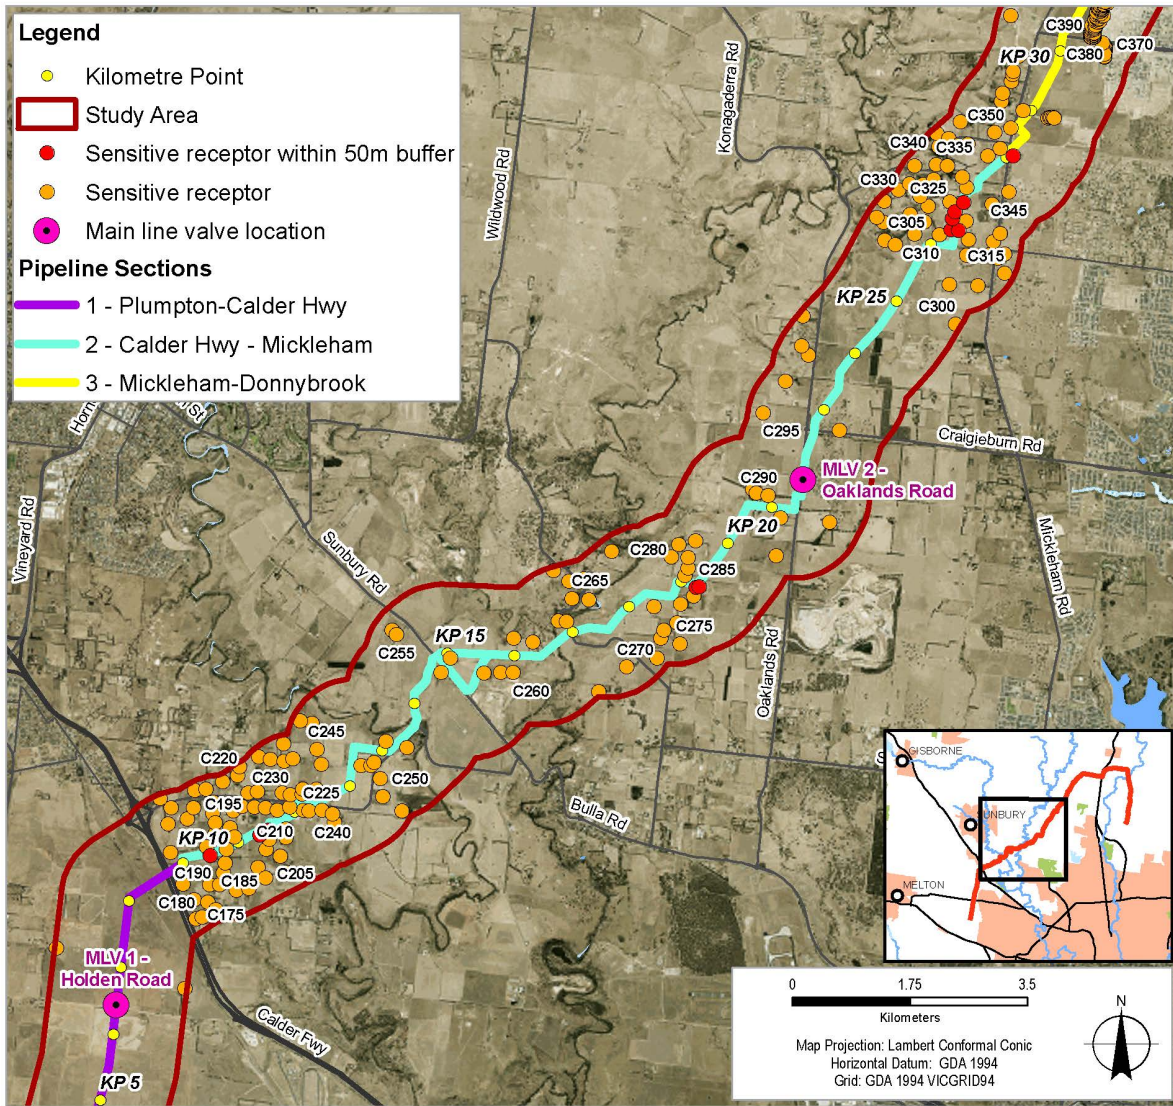 Legend
Kilometre Point
Study Area
Sensitive receptor within 50m buffer
Sensitive receptor
Main line valve location
Pipeline Sections
1 - Plumpton-Calder Hwy
2 - Calder Hwy - Mickleham
3 - Mickleham-Donnybrook
Konagaderra Rd
Wildwood Rd
C390
C370
C380
KP 30
C350
C340
C335
C330
C325
C345
C305
C310
C315
KP 25
C300
C295
Craigieburn Rd
MLV 2 -
Oaklands Road
C290
KP 20
Vineyard Rd
Sunbury Rd
Mickleham Rd
C280
C285
C265
C275
C270
Oaklands Rd
KP 15
C255
C260
C245
C220
C230
C225
C250
C195
C240
KP 10
C210
C190
C185
C205
C180
C175
Bulla Rd
MLV 1 -
Holden Road
Calder Fwy
KP 5
GISBORNE
UNBURY
MELTON
0
1.75
3.5
Kilometers
N
Map Projection: Lambert Conformal Conic
Horizontal Datum: GDA 1994
Grid: GDA 1994 VICGRID94